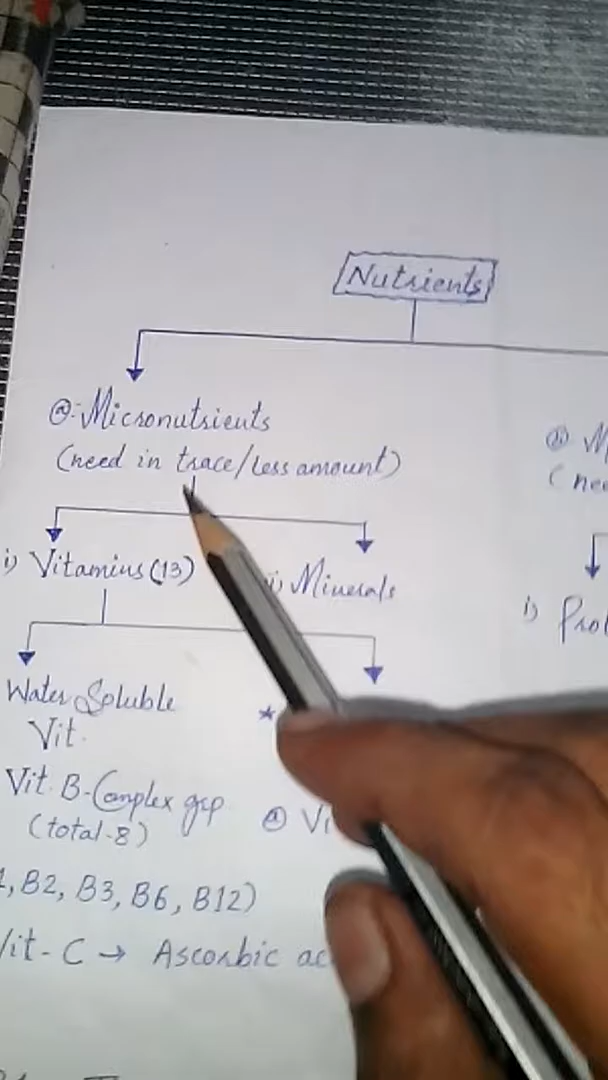 Nutrients
ⓐ:- Micronutrients
(need in trace/Less amount)
i) Vitamins (13)
Minerals
i)
Water Soluble
Vit.
Vit. B-Complex grp
(total-8)
, B2, B3, B6, B12)
Vit-C → Ascorbic